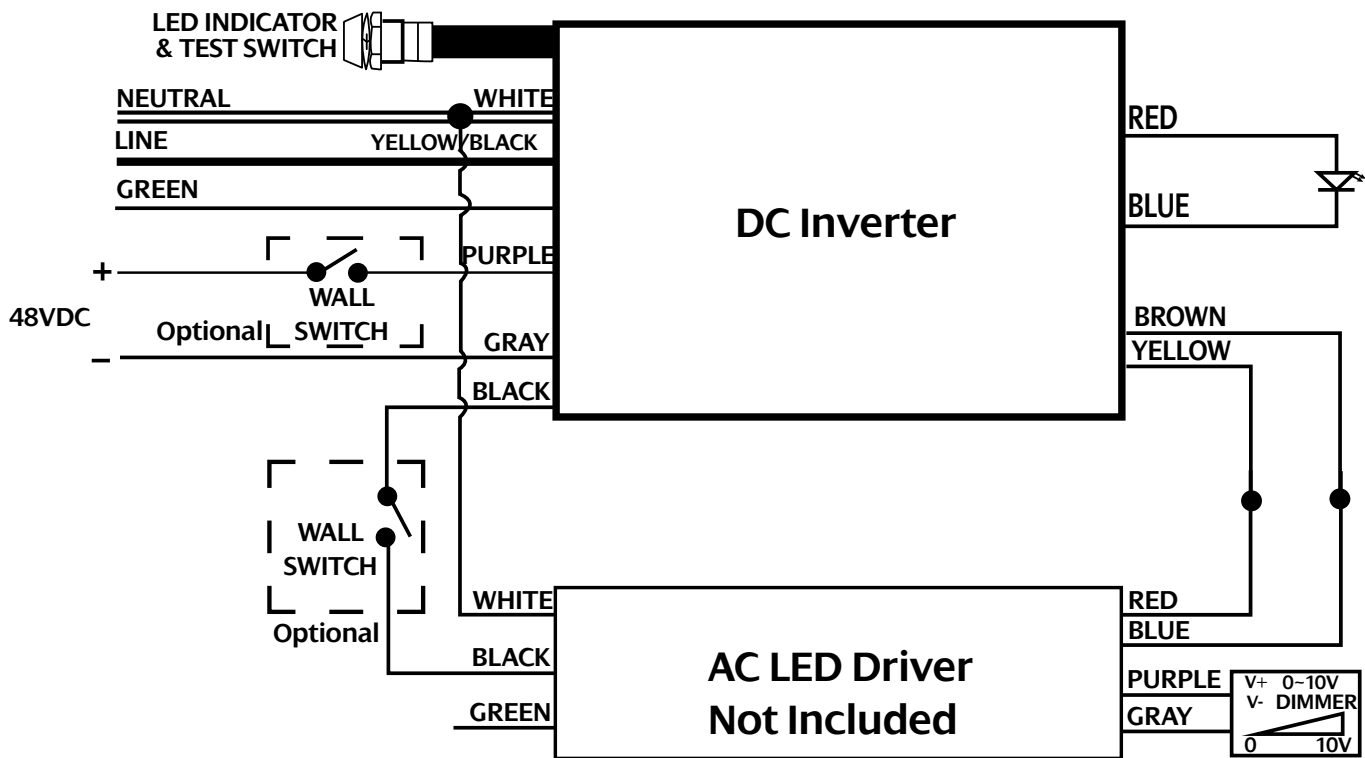 LED INDICATOR
& TEST SWITCH
NEUTRAL
WHITE
LINE
YELLOW/BLACK
GREEN
PURPLE
+
48VDC
–
WALL
SWITCH
Optional
GRAY
BLACK
DC Inverter
RED
BLUE
BROWN
YELLOW
WALL
SWITCH
Optional
WHITE
BLACK
GREEN
AC LED Driver
Not Included
RED
BLUE
PURPLE
GRAY
V+ 0~10V
V- DIMMER
0 10V